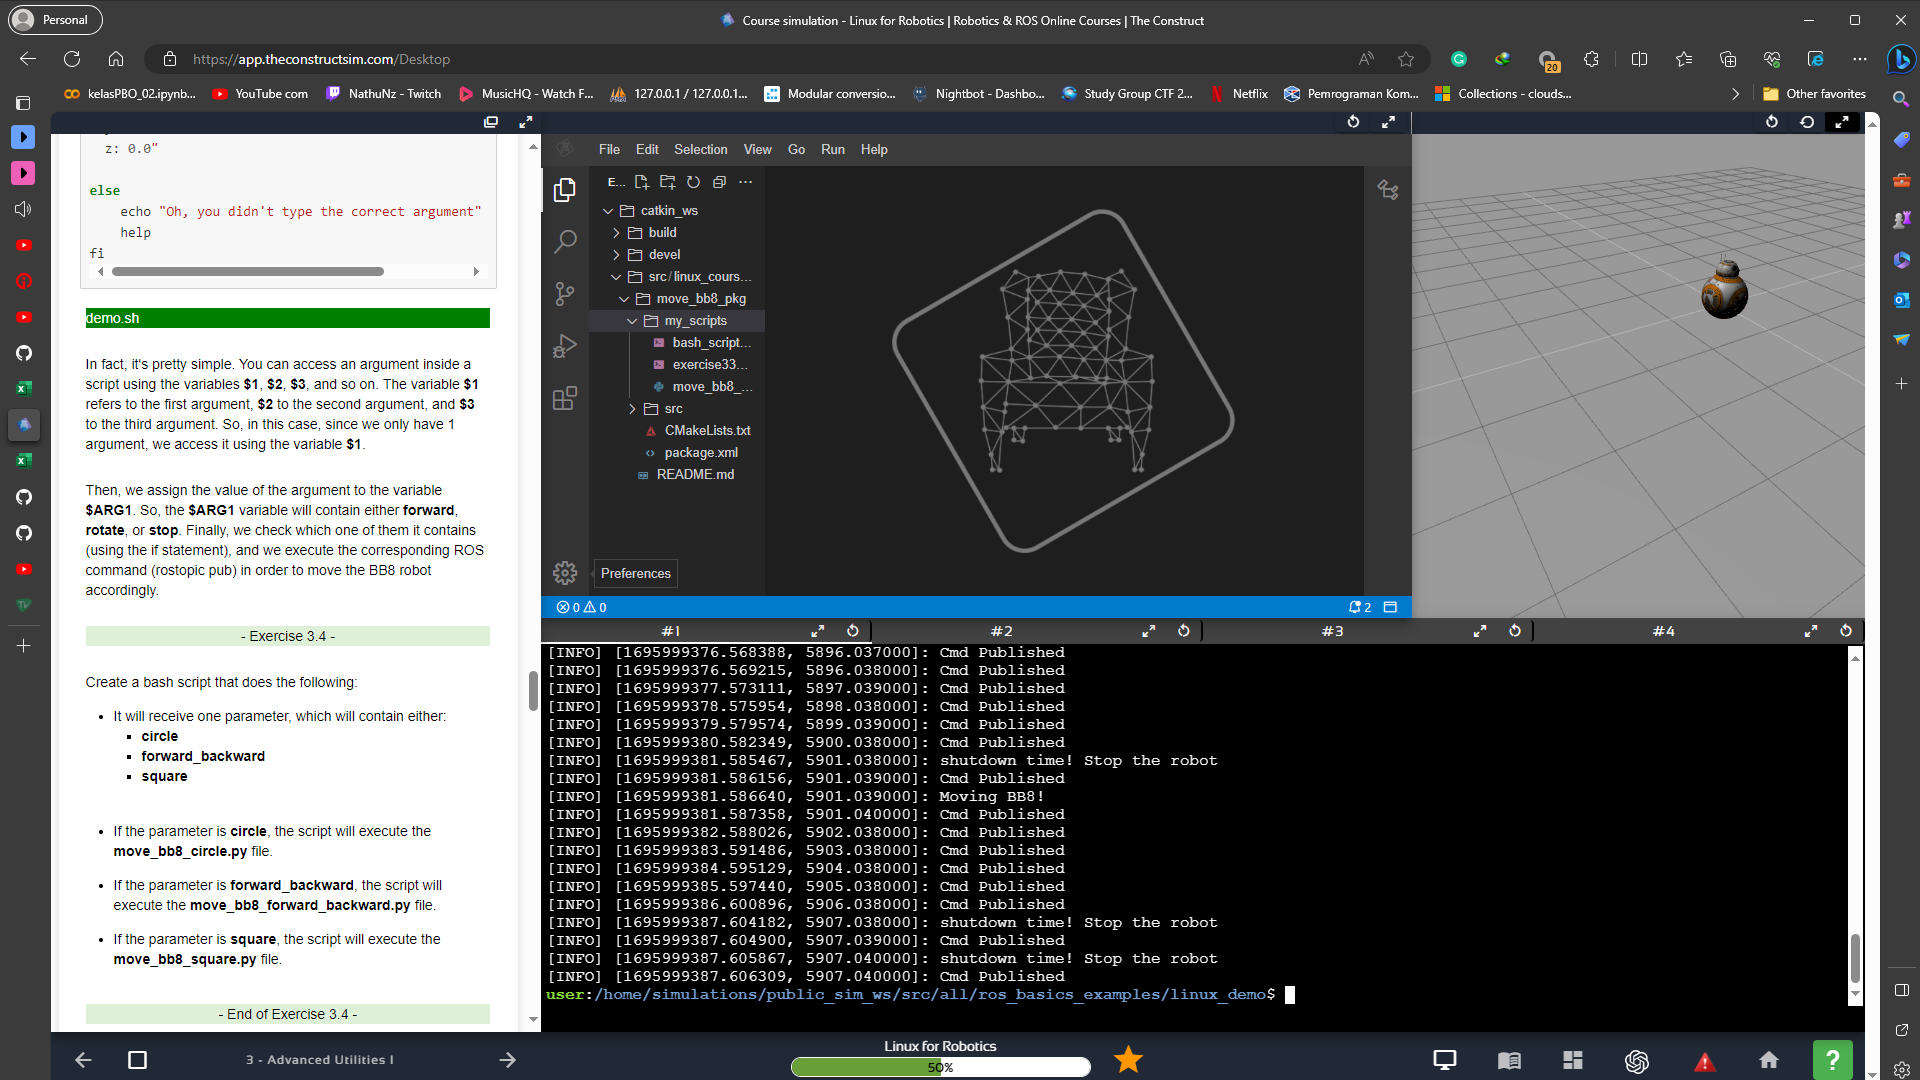 Personal
Course simulation - Linux for Robotics | Robotics & ROS Online Courses | The Construct
https://app.theconstructsim.com/Desktop
20
kelasPBO_02.ipynb...
YouTube com
NathuNz - Twitch
MusicHQ - Watch F...
127.0.0.1 / 127.0.0.1...
Modular conversio...
Nightbot - Dashbo...
Study Group CTF 2...
Netflix
Pemrograman Kom...
Collections - clouds...
Other favorites
z: 0.0"
else
echo "Oh, you didn't type the correct argument"
help
fi
demo.sh
In fact, it's pretty simple. You can access an argument inside a
script using the variables $1, $2, $3, and so on. The variable $1
refers to the first argument, $2 to the second argument, and $3
to the third argument. So, in this case, since we only have 1
argument, we access it using the variable $1.
Then, we assign the value of the argument to the variable
$ARG1. So, the $ARG1 variable will contain either forward,
rotate, or stop. Finally, we check which one of them it contains
(using the if statement), and we execute the corresponding ROS
command (rostopic pub) in order to move the BB8 robot
accordingly.
- Exercise 3.4 -
Create a bash script that does the following:
It will receive one parameter, which will contain either:
circle
forward_backward
square
If the parameter is circle, the script will execute the
move_bb8_circle.py file.
If the parameter is forward_backward, the script will
execute the move_bb8_forward_backward.py file.
If the parameter is square, the script will execute the
move_bb8_square.py file.
- End of Exercise 3.4 -
File Edit Selection View Go Run Help
E...
catkin_ws
build
devel
src/linux_cours...
move_bb8_pkg
my_scripts
bash_script...
exercise33...
move_bb8_...
src
CMakeLists.txt
package.xml
README.md
Preferences
0 0
2
#1 #2 #3 #4
[INFO] [1695999376.568388, 5896.037000]: Cmd Published
[INFO] [1695999376.569215, 5896.038000]: Cmd Published
[INFO] [1695999377.573111, 5897.039000]: Cmd Published
[INFO] [1695999378.575954, 5898.038000]: Cmd Published
[INFO] [1695999379.579574, 5899.039000]: Cmd Published
[INFO] [1695999380.582349, 5900.038000]: Cmd Published
[INFO] [1695999381.585467, 5901.038000]: shutdown time! Stop the robot
[INFO] [1695999381.586156, 5901.039000]: Cmd Published
[INFO] [1695999381.586640, 5901.039000]: Moving BB8!
[INFO] [1695999381.587358, 5901.040000]: Cmd Published
[INFO] [1695999382.588026, 5902.038000]: Cmd Published
[INFO] [1695999383.591486, 5903.038000]: Cmd Published
[INFO] [1695999384.595129, 5904.038000]: Cmd Published
[INFO] [1695999385.597440, 5905.038000]: Cmd Published
[INFO] [1695999386.600896, 5906.038000]: Cmd Published
[INFO] [1695999387.604182, 5907.038000]: shutdown time! Stop the robot
[INFO] [1695999387.604900, 5907.039000]: Cmd Published
[INFO] [1695999387.605867, 5907.040000]: shutdown time! Stop the robot
[INFO] [1695999387.606309, 5907.040000]: Cmd Published
user:/home/simulations/public_sim_ws/src/all/ros_basics_examples/linux_demo$
3 - Advanced Utilities I
Linux for Robotics
50%
?